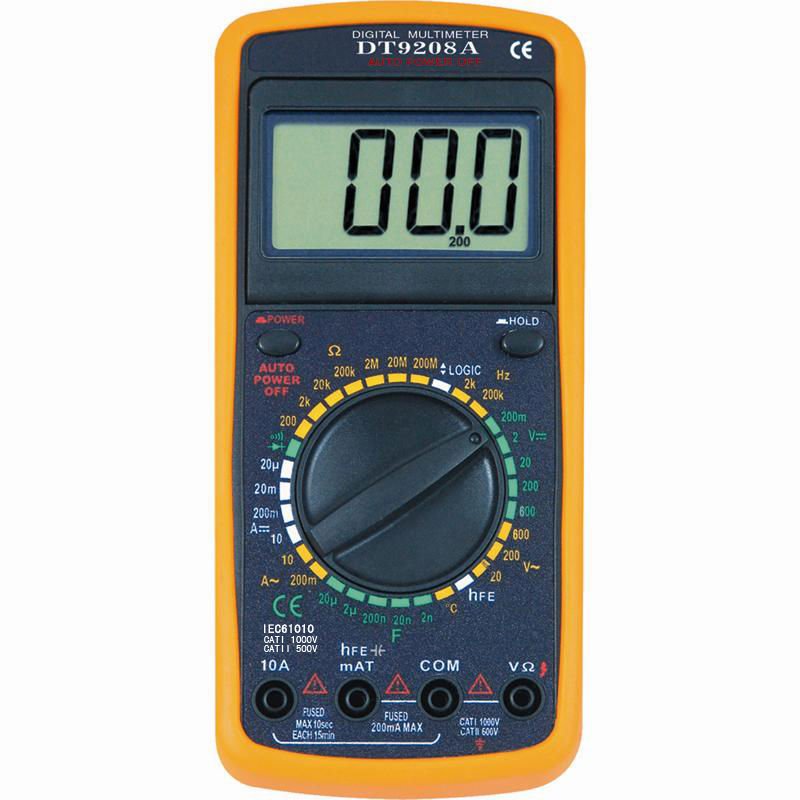 DIGITAL MULTIMETER
DT9208A
AUTO POWER OFF
CE
00.0
200
POWER
HOLD
AUTO
POWER
OFF
Ω
200
2k
20k
200k
2M
20M
200M
LOGIC
2k
200k
Hz
200m
2
V⎓
20
200
600
600
200
V~
20
hFE
°C
2n
20n
200n
2µ
20µ
F
200m
A~
10
10
A⎓
200m
20m
20µ
CE
IEC61010
CATI 1000V
CATII 500V
hFE
10A
mAT
COM
VΩ
FUSED
MAX 10sec
EACH 15min
FUSED
200mA MAX
CATI 1000V
CATII 600V